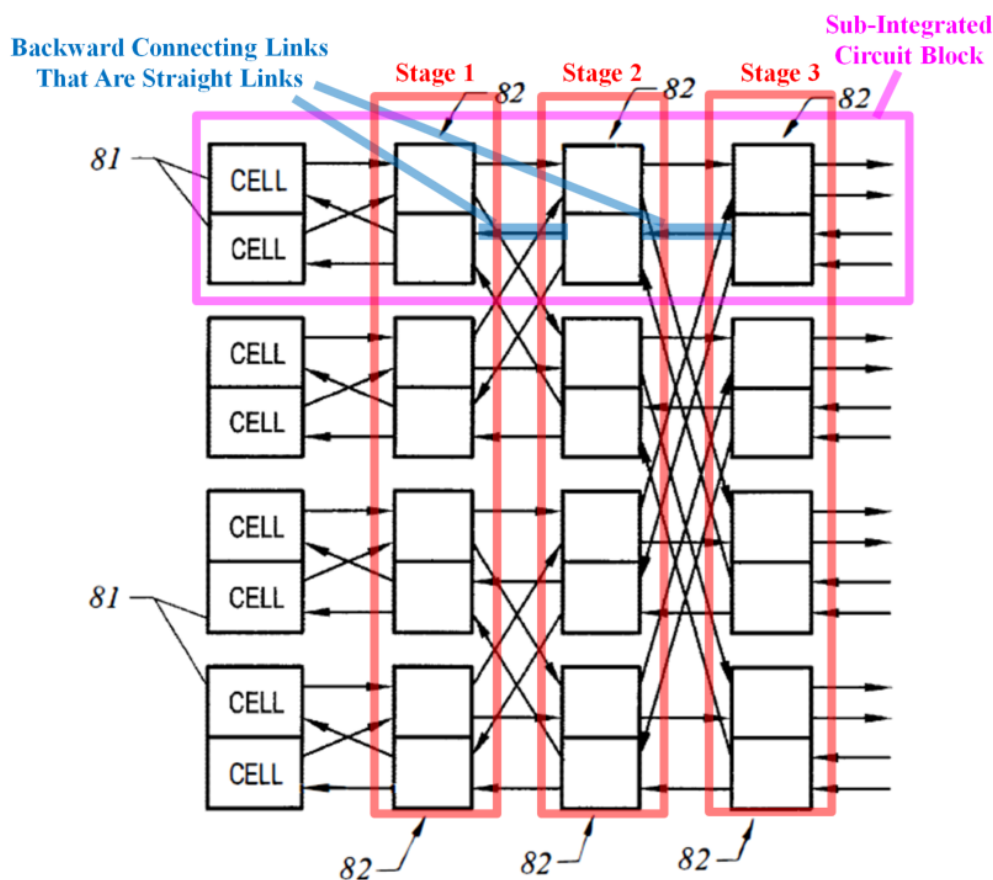 Sub-Integrated
Circuit Block
Backward Connecting Links
That Are Straight Links
Stage 1
Stage 2
Stage 3
82
82
82
81
CELL
CELL
CELL
CELL
81
CELL
CELL
CELL
CELL
82
82
82